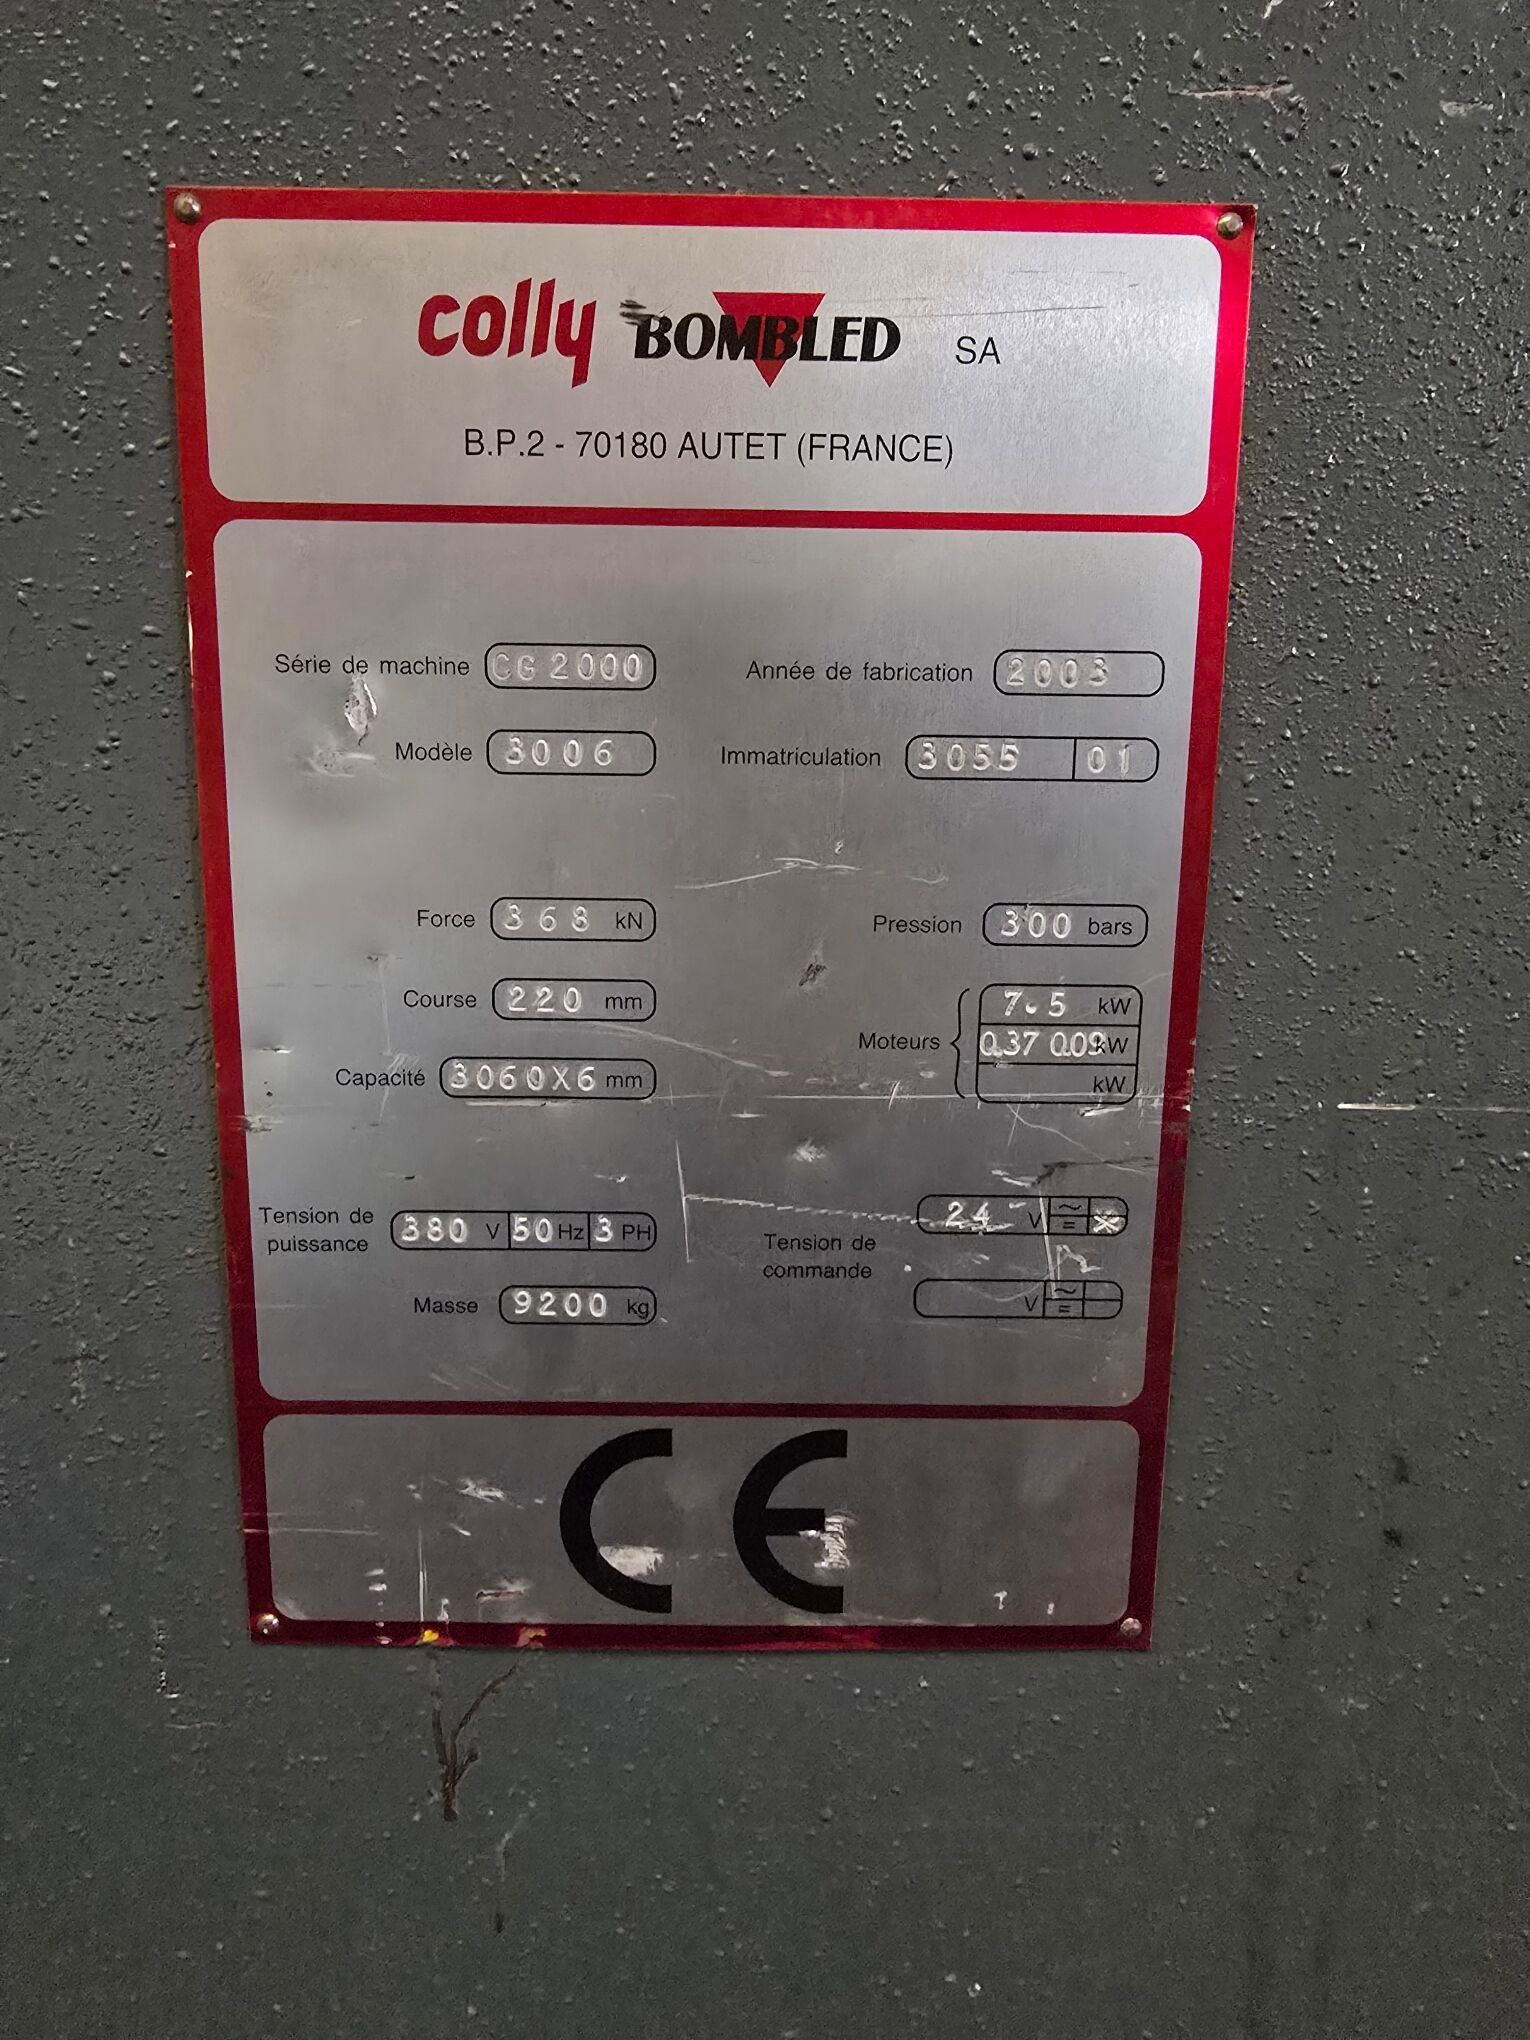 colly BOMBLED SA
B.P.2 - 70180 AUTET (FRANCE)
Série de machine CG 2000
Année de fabrication 2003
Modèle 3006
Immatriculation 3055 01
Force 368 kN
Pression 300 bars
Course 220 mm
Moteurs 7.5 kW
0.37 0.09 kW
kW
Capacité 3060X6 mm
Tension de puissance 380 V 50 Hz 3 PH
Tension de commande 24 V ~ = X
V ~ =
Masse 9200 kg
CE